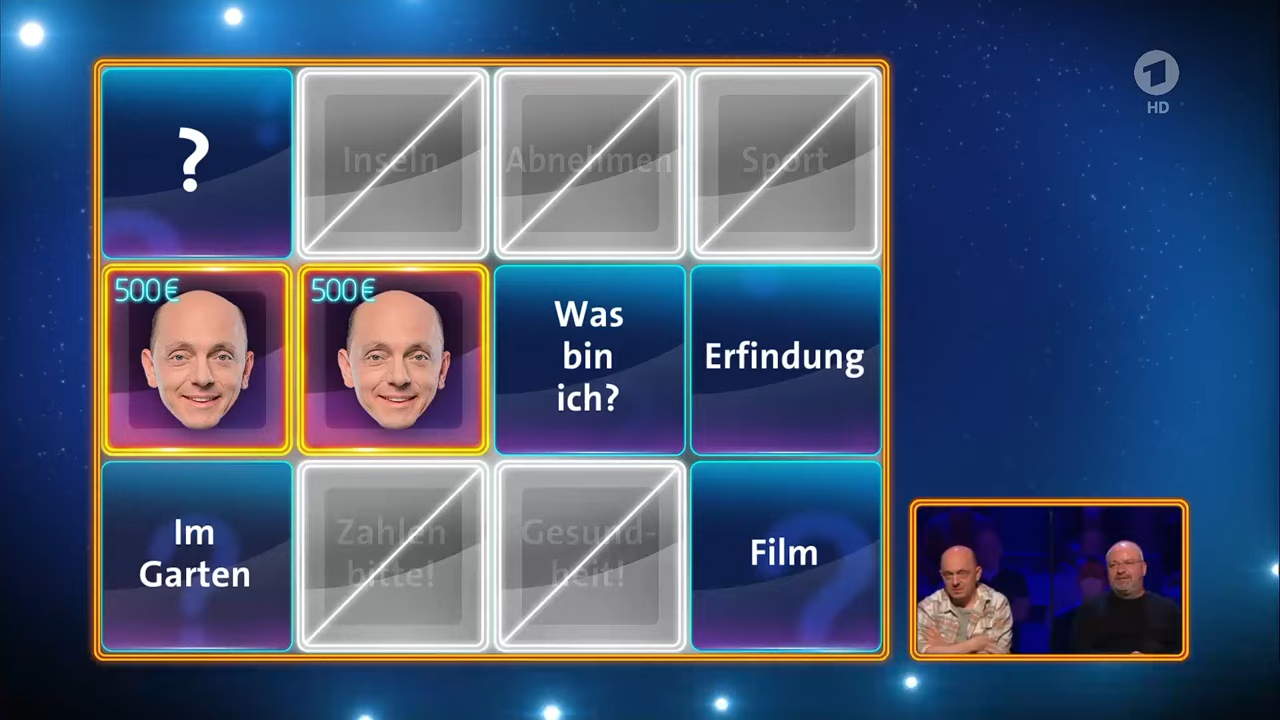 ?
Inseln
Abnehmen
Sport
1
HD
500€
500€
Was
bin
ich?
Erfindung
Im
Garten
Zahlen
bitte!
Gesund-
heit!
Film